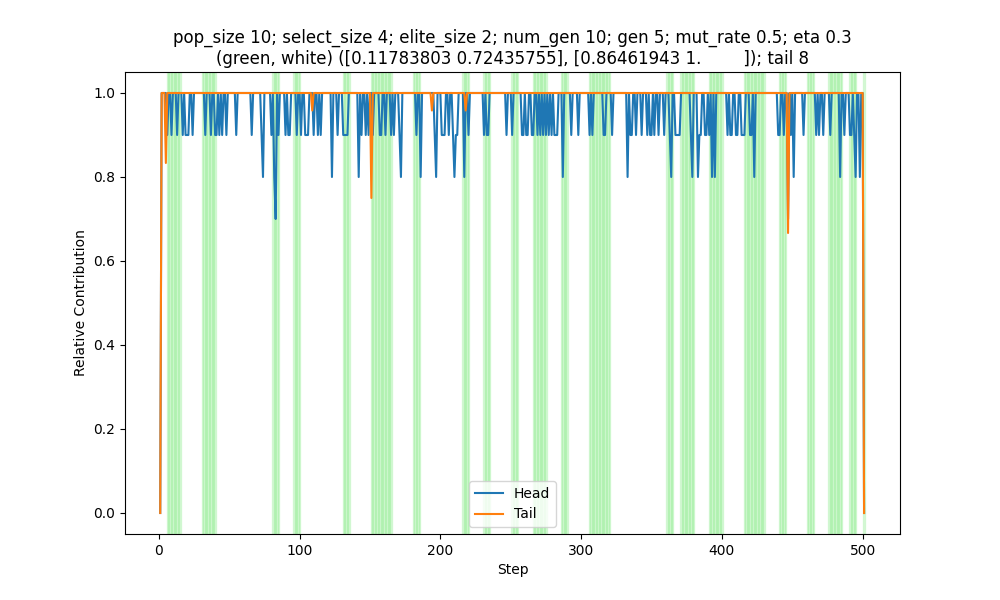 pop_size 10; select_size 4; elite_size 2; num_gen 10; gen 5; mut_rate 0.5; eta 0.3
(green, white) ([0.11783803 0.72435755], [0.86461943 1.        ]); tail 8
1.0
0.8
0.6
0.4
0.2
0.0
Relative Contribution
Head
Tail
0
100
200
300
400
500
Step